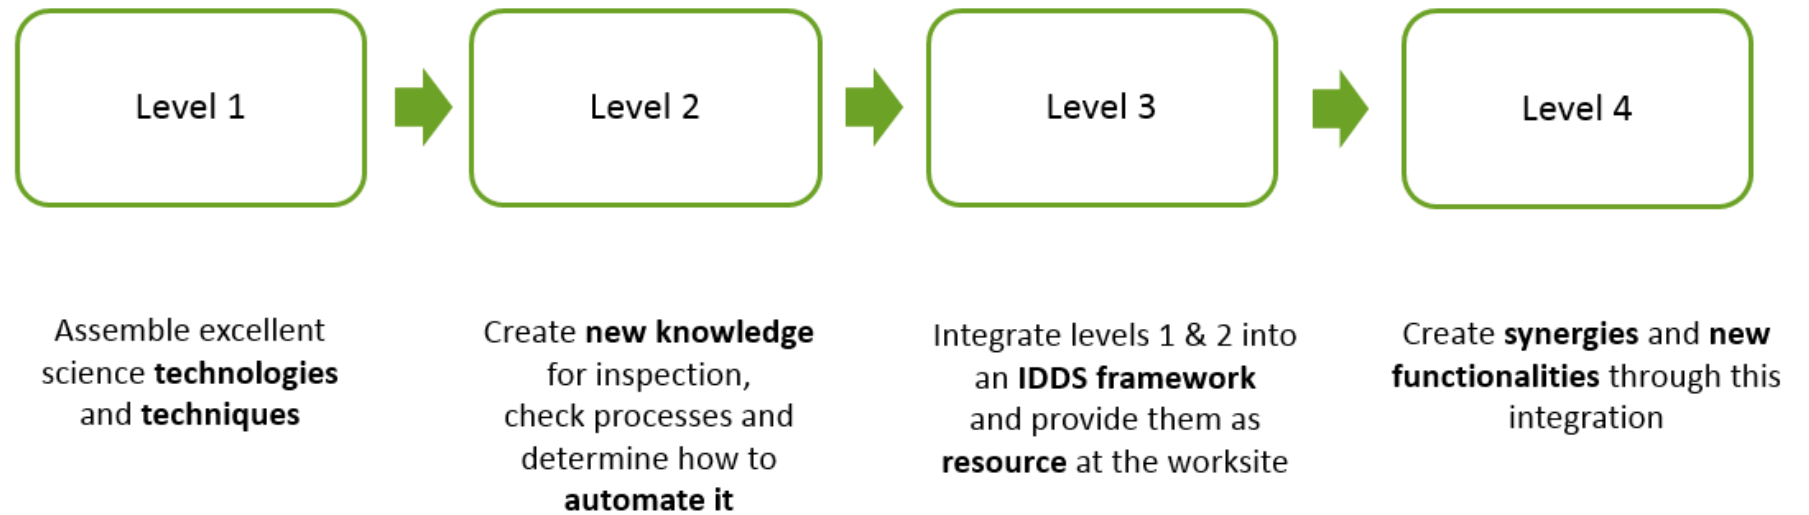 Level 1
Level 2
Level 3
Level 4
Assemble excellent
science technologies
and techniques
Create new knowledge
for inspection,
check processes and
determine how to
automate it
Integrate levels 1 & 2 into
an IDDS framework
and provide them as
resource at the worksite
Create synergies and new
functionalities through this
integration